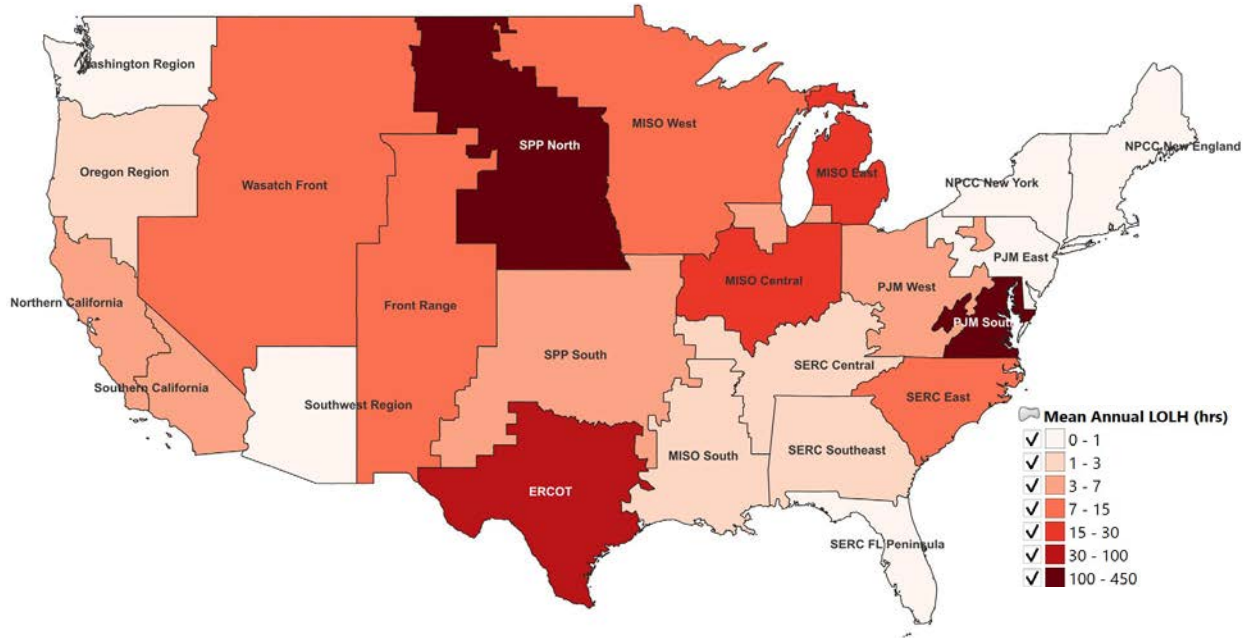 Washington Region
Oregon Region
Wasatch Front
SPP North
MISO West
MISO East
NPCC New England
NPCC New York
PJM East
PJM West
PJM South
MISO Central
Northern California
Front Range
SPP South
SERC Central
Southern California
Southwest Region
SERC East
MISO South
SERC Southeast
ERCOT
SERC FL Peninsula
Mean Annual LOLH (hrs)
0 - 1
1 - 3
3 - 7
7 - 15
15 - 30
30 - 100
100 - 450